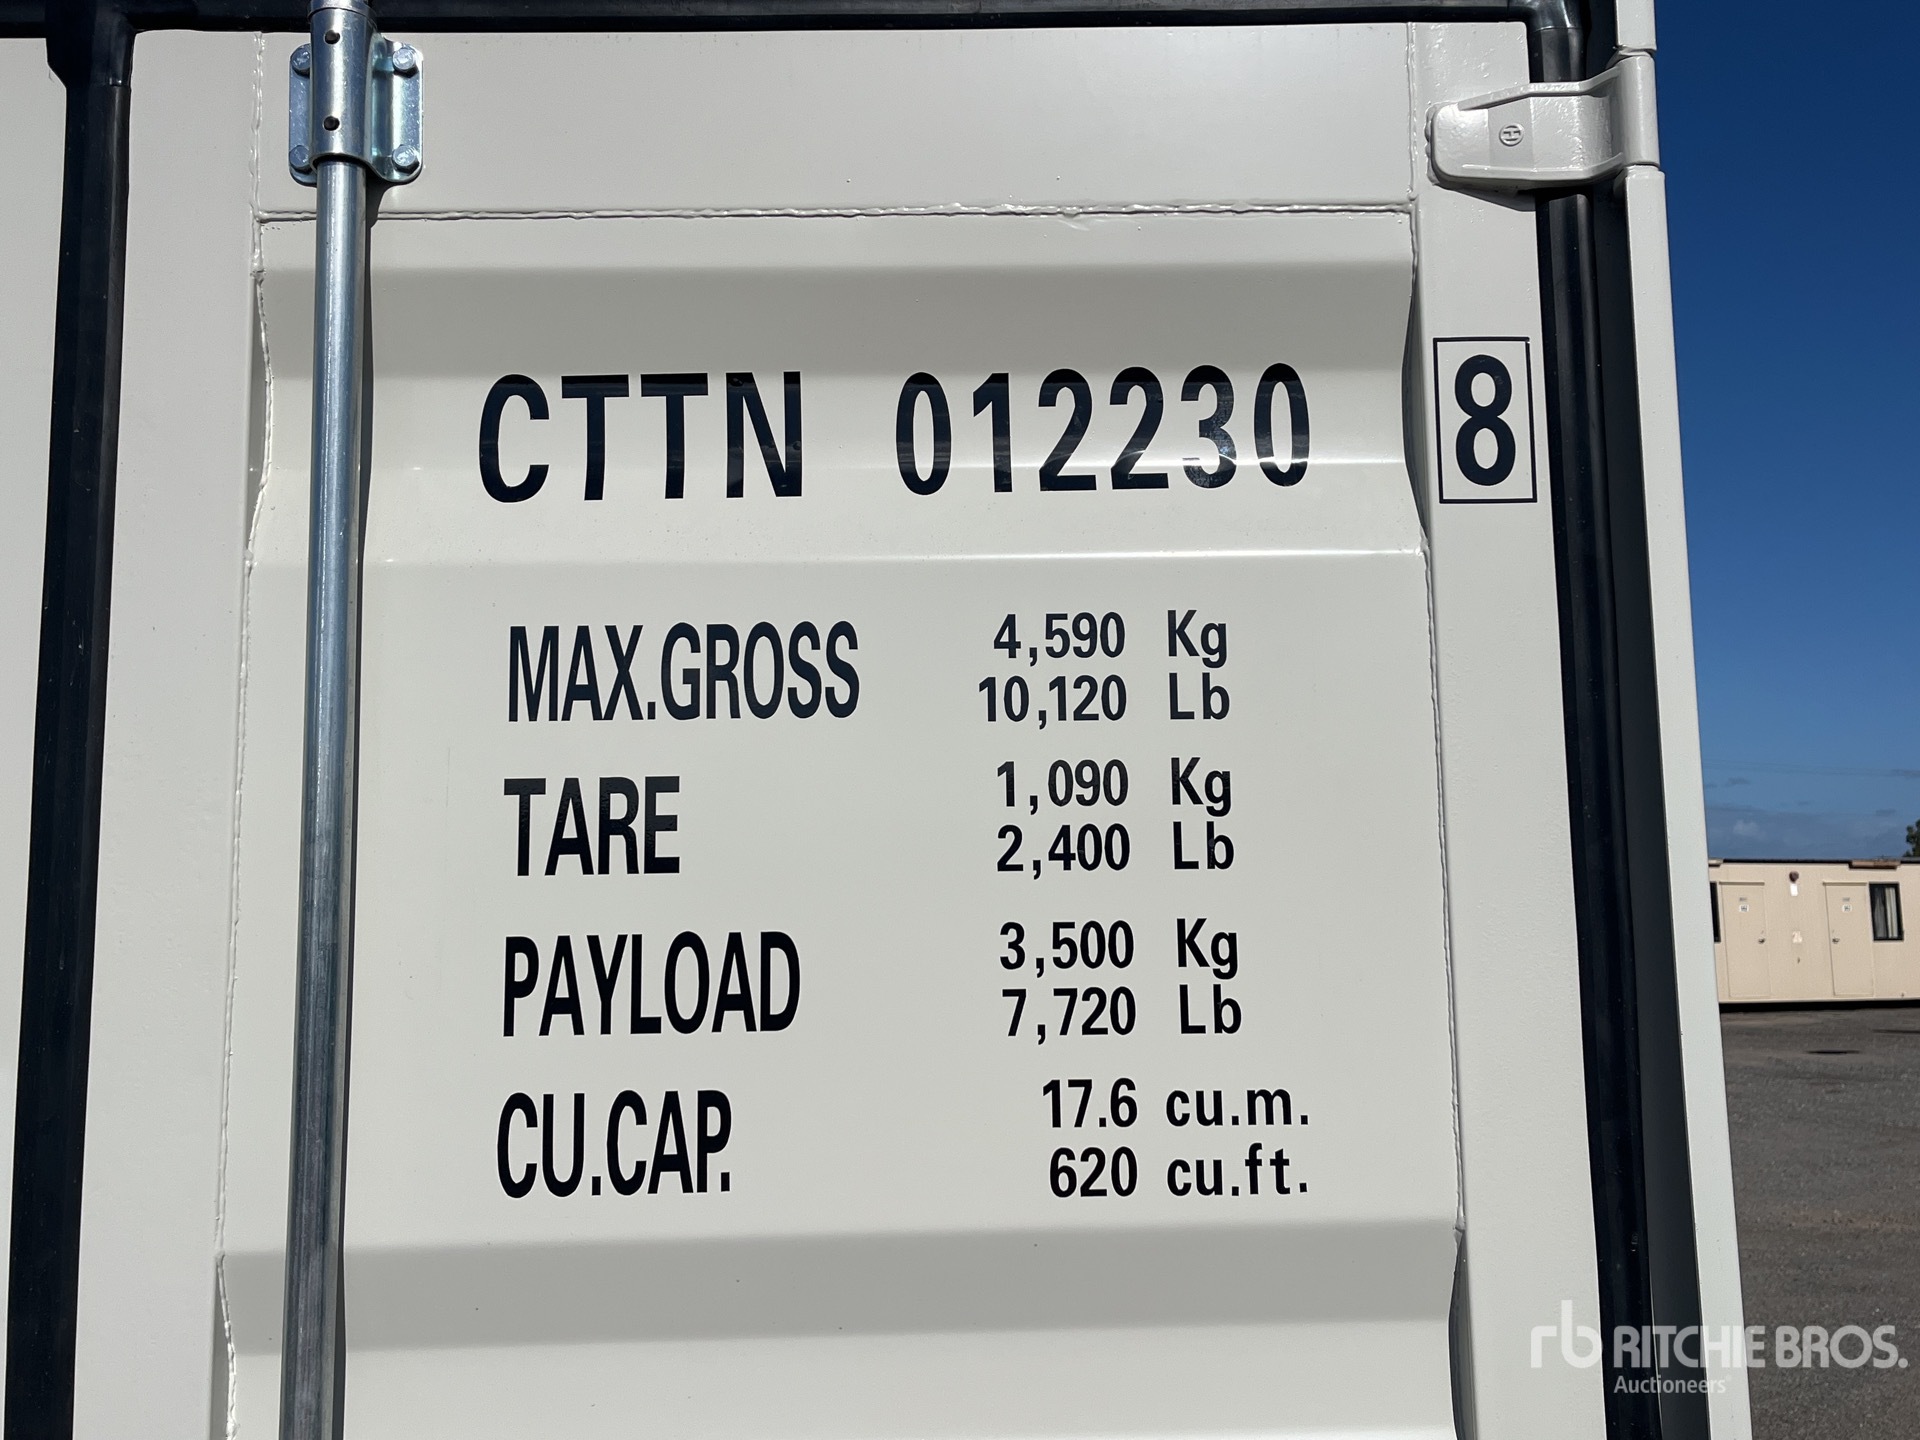 CTTN 012230 8
MAX.GROSS 4,590 Kg
10,120 Lb
TARE 1,090 Kg
2,400 Lb
PAYLOAD 3,500 Kg
7,720 Lb
CU.CAP. 17.6 cu.m.
620 cu.ft.
rb RITCHIE BROS.
Auctioneers